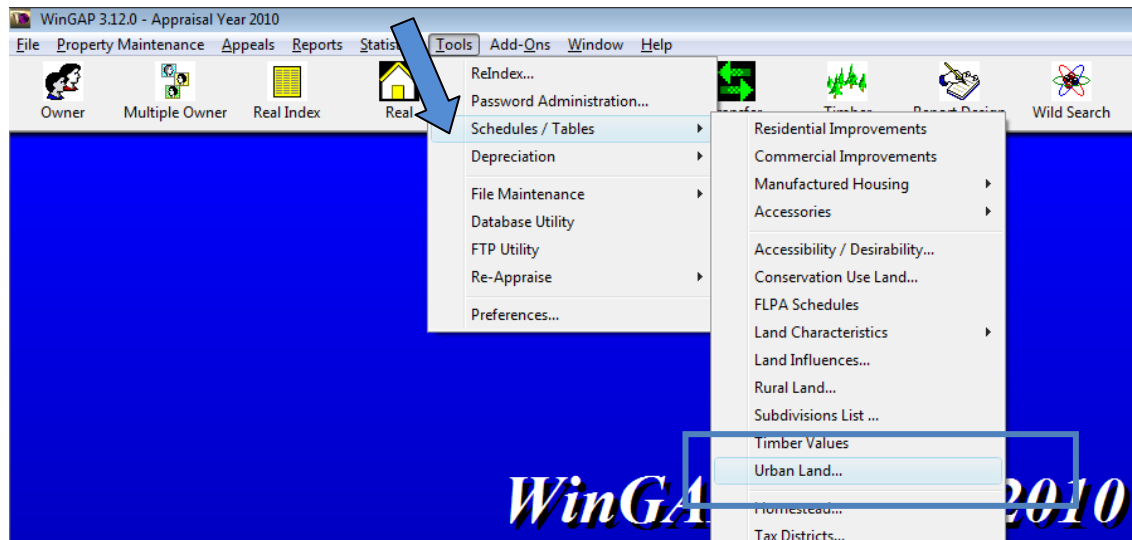 WinGAP 3.12.0 - Appraisal Year 2010
File Property Maintenance Appeals Reports Tools Add-Ons Window Help
Owner Multiple Owner Real Index Real Wild Search
ReIndex...
Password Administration...
Schedules / Tables
Depreciation
File Maintenance
Database Utility
FTP Utility
Re-Appraise
Preferences...
Residential Improvements
Commercial Improvements
Manufactured Housing
Accessories
Accessibility / Desirability...
Conservation Use Land...
FLPA Schedules
Land Characteristics
Land Influences...
Rural Land...
Subdivisions List ...
Timber Values
Urban Land...
Homestead...
Tax Districts...
WinGA 2010